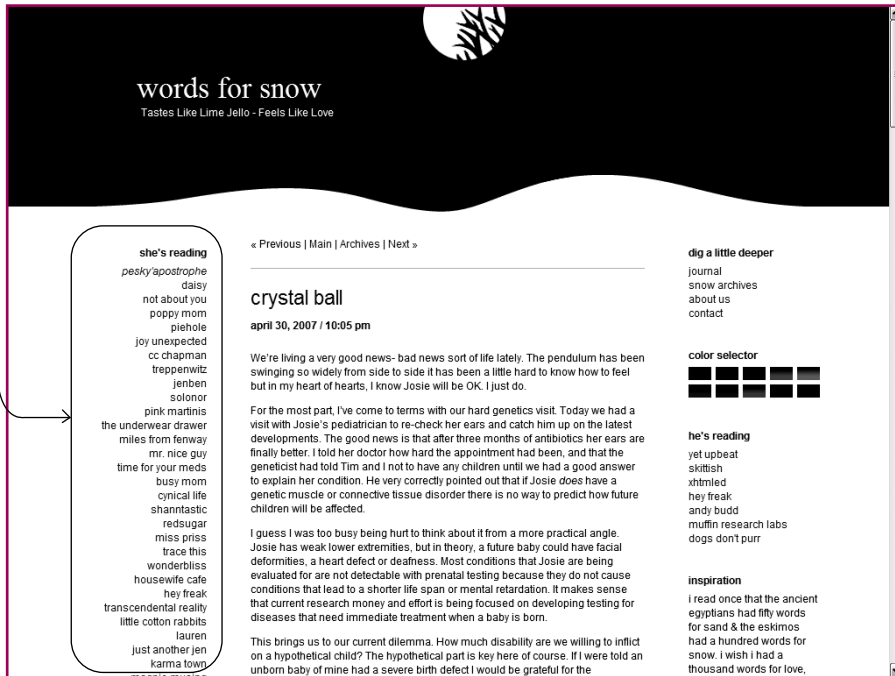 words for snow
Tastes Like Lime Jello - Feels Like Love
she's reading
pesky'apostrophe
daisy
not about you
poppy mom
piehole
joy unexpected
cc chapman
treppenwitz
jenben
solonor
pink martinis
the underwear drawer
miles from fenway
mr. nice guy
time for your meds
busy mom
cynical life
shanntastic
redsugar
miss priss
trace this
wonderbliss
housewife cafe
hey freak
transcendental reality
little cotton rabbits
lauren
just another jen
karma town
« Previous | Main | Archives | Next »
crystal ball
april 30, 2007 / 10:05 pm
We're living a very good news- bad news sort of life lately. The pendulum has been
swinging so widely from side to side it has been a little hard to know how to feel
but in my heart of hearts, I know Josie will be OK. I just do.
For the most part, I've come to terms with our hard genetics visit. Today we had a
visit with Josie's pediatrician to re-check her ears and catch him up on the latest
developments. The good news is that after three months of antibiotics her ears are
finally better. I told her doctor how hard the appointment had been, and that the
geneticist had told Tim and I not to have any children until we had a good answer
to explain her condition. He very correctly pointed out that if Josie does have a
genetic muscle or connective tissue disorder there is no way to predict how future
children will be affected.
I guess I was too busy being hurt to think about it from a more practical angle.
Josie has weak lower extremities, but in theory, a future baby could have facial
deformities, a heart defect or deafness. Most conditions that Josie are being
evaluated for are not detectable with prenatal testing because they do not cause
conditions that lead to a shorter life span or mental retardation. It makes sense
that current research money and effort is being focused on developing testing for
diseases that need immediate treatment when a baby is born.
This brings us to our current dilemma. How much disability are we willing to inflict
on a hypothetical child? The hypothetical part is key here of course. If I were told an
unborn baby of mine had a severe birth defect I would be grateful for the
dig a little deeper
journal
snow archives
about us
contact
color selector
he's reading
yet upbeat
skittish
xhtmled
hey freak
andy budd
muffin research labs
dogs don't purr
inspiration
i read once that the ancient
egyptians had fifty words
for sand & the eskimos
had a hundred words for
snow. i wish i had a
thousand words for love,